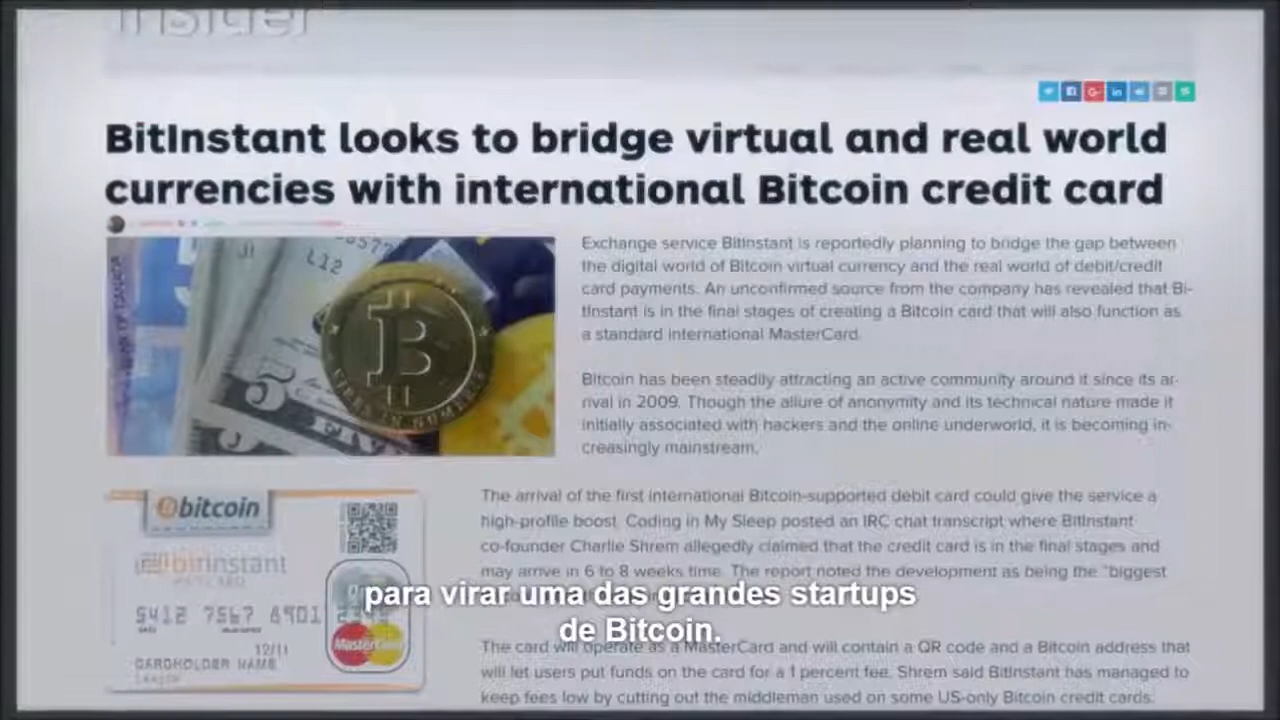 insider
BitInstant looks to bridge virtual and real world
currencies with international Bitcoin credit card
Exchange service BitInstant is reportedly planning to bridge the gap between
the digital world of Bitcoin virtual currency and the real world of debit/credit
card payments. An unconfirmed source from the company has revealed that Bi-
tInstant is in the final stages of creating a Bitcoin card that will also function as
a standard international MasterCard.
Bitcoin has been steadily attracting an active community around it since its ar-
rival in 2009. Though the allure of anonymity and its technical nature made it
initially associated with hackers and the online underworld, it is becoming in-
creasingly mainstream.
L12
5
VIRES IN NUMERIS
bitcoin
bitinstant
5412 7567 8901
12/11
CARDHOLDER NAME
MasterCard
The arrival of the first international Bitcoin-supported debit card could give the service a
high-profile boost. Coding in My Sleep posted an IRC chat transcript where BitInstant
co-founder Charlie Shrem allegedly claimed that the credit card is in the final stages and
may arrive in 6 to 8 weeks time. The report noted the development as being the "biggest
The card will operate as a MasterCard and will contain a QR code and a Bitcoin address that
will let users put funds on the card for a 1 percent fee. Shrem said BitInstant has managed to
keep fees low by cutting out the middleman used on some US-only Bitcoin credit cards.
para virar uma das grandes startups
de Bitcoin.